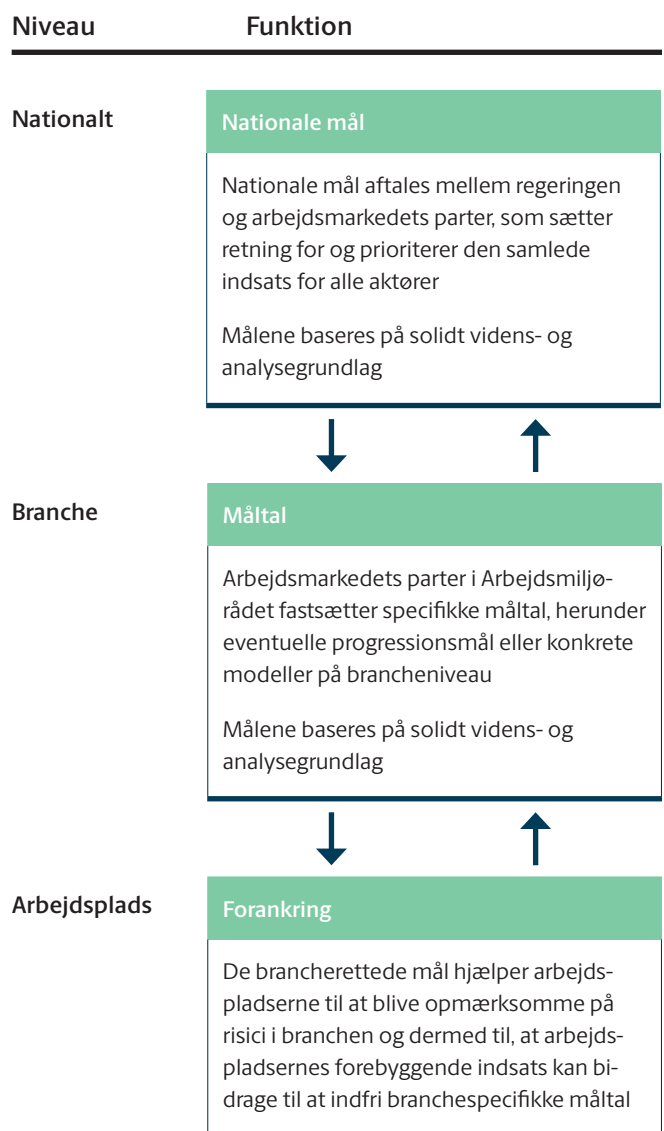 Niveau Funktion
Nationalt
Nationale mål
Nationale mål aftales mellem regeringen
og arbejdsmarkedets parter, som sætter
retning for og prioriterer den samlede
indsats for alle aktører
Målene baseres på solidt videns- og
analysegrundlag
Branche
Måltal
Arbejdsmarkedets parter i Arbejdsmiljø-
rådet fastsætter specifikke måltal, herunder
eventuelle progressionsmål eller konkrete
modeller på brancheniveau
Målene baseres på solidt videns- og
analysegrundlag
Arbejdsplads
Forankring
De brancherettede mål hjælper arbejds-
pladserne til at blive opmærksomme på
risici i branchen og dermed til, at arbejds-
pladsernes forebyggende indsats kan bi-
drage til at indfri branchespecifikke måltal